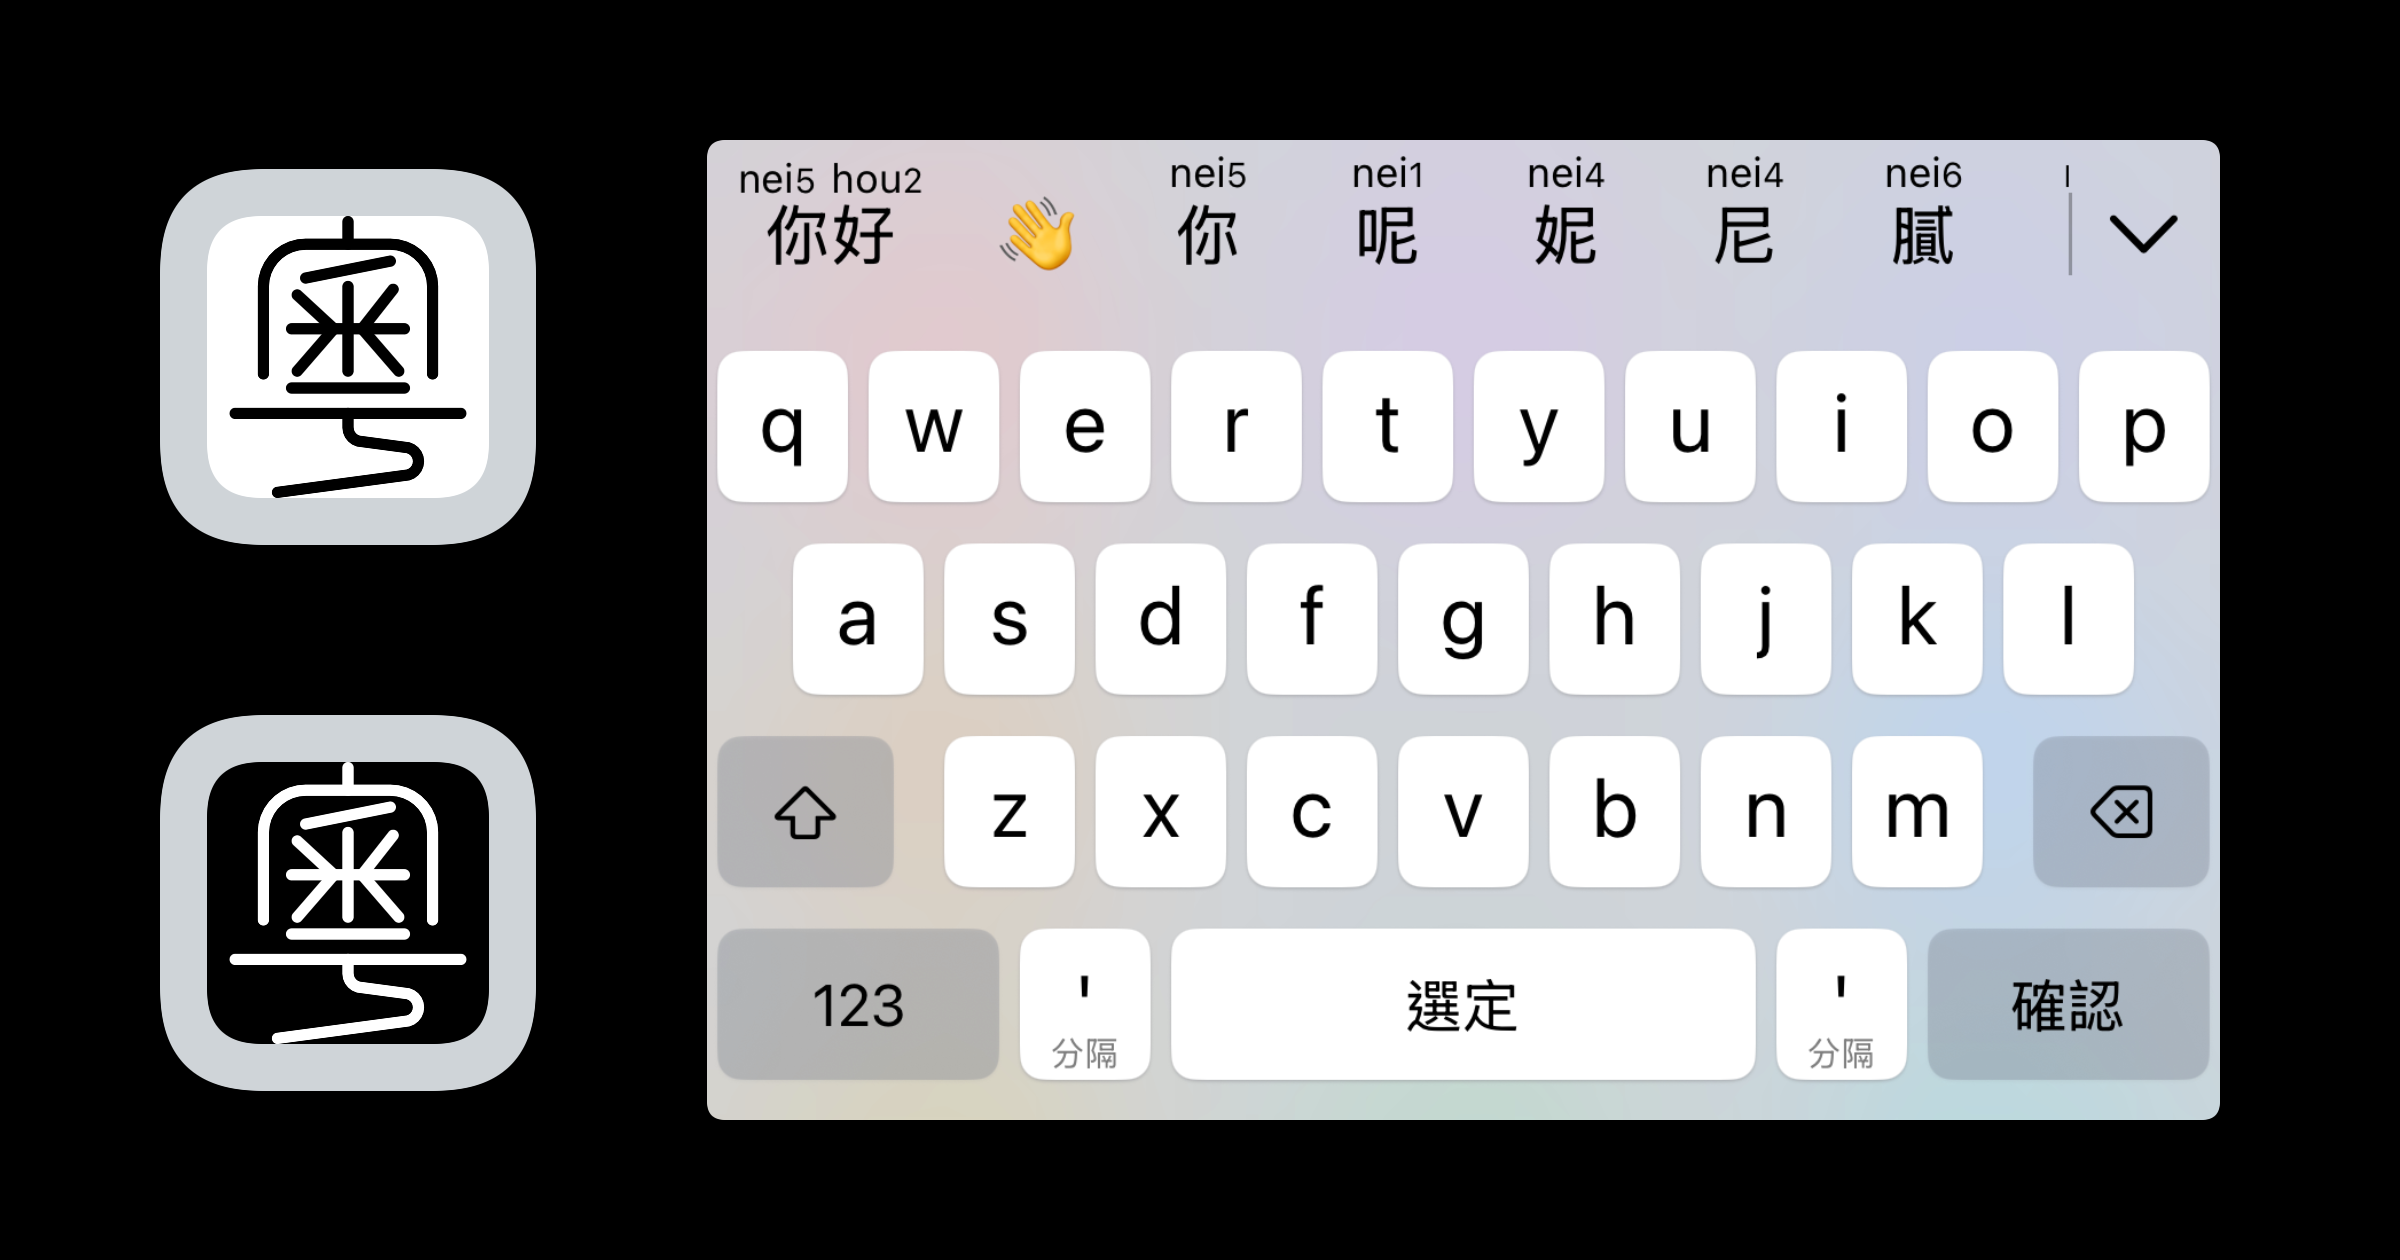 粵
粵
nei5 hou2 nei5 nei1 nei4 nei4 nei6
你好 👋 你 呢 妮 尼 膩
q w e r t y u i o p
a s d f g h j k l
z x c v b n m
123 ' 選定 ' 確認
分隔 分隔